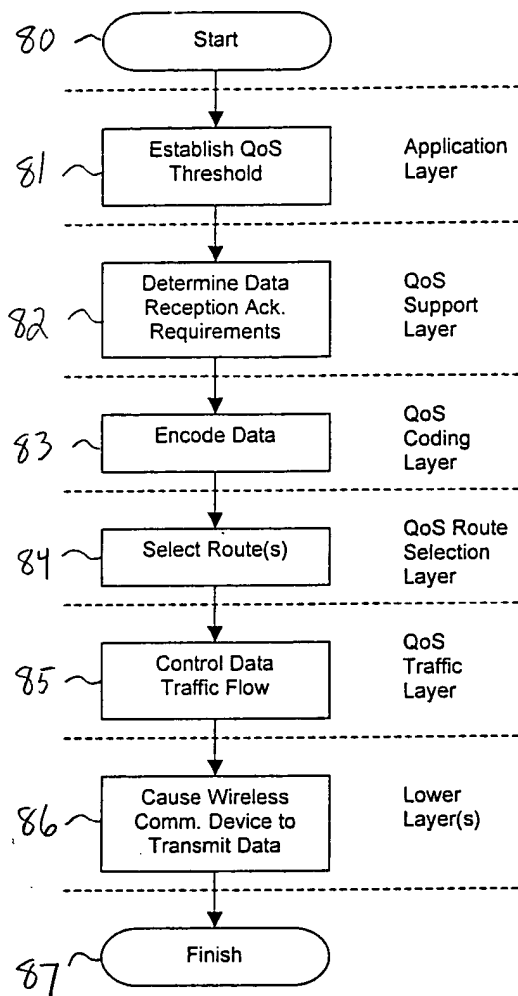 80
Start
81
Establish QoS
Threshold
Application
Layer
82
Determine Data
Reception Ack.
Requirements
QoS
Support
Layer
83
Encode Data
QoS
Coding
Layer
84
Select Route(s)
QoS Route
Selection
Layer
85
Control Data
Traffic Flow
QoS
Traffic
Layer
86
Cause Wireless
Comm. Device to
Transmit Data
Lower
Layer(s)
87
Finish